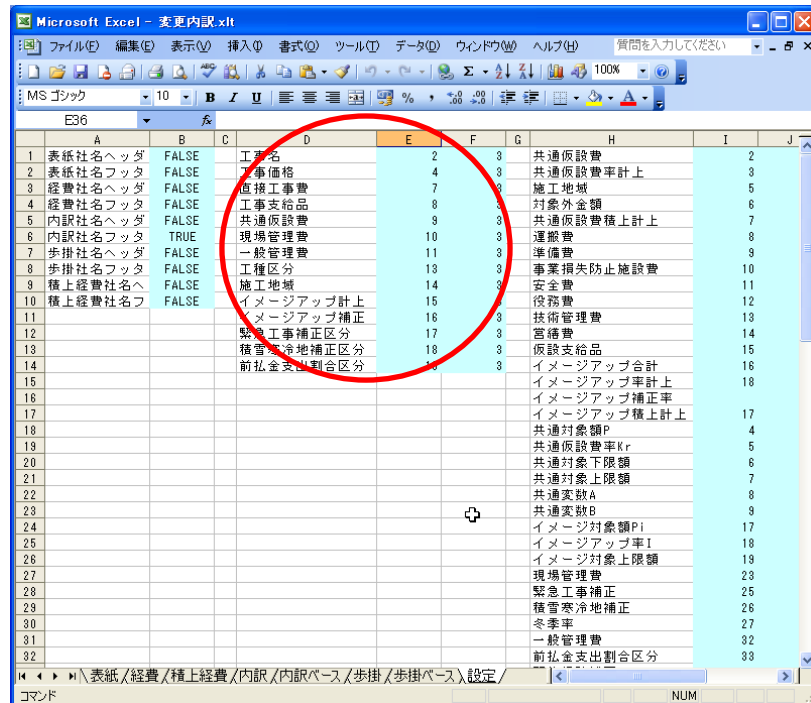 Microsoft Excel - 変更内訳.xlt
ファイル(F) 編集(E) 表示(V) 挿入(I) 書式(O) ツール(T) データ(D) ウィンドウ(W) ヘルプ(H) 質問を入力してください
100%
MS ゴシック 10 B I U
E36 fx
A B C D E F G H I J
1 表紙社名ヘッダ FALSE 工事名 2 3 共通仮設費 2
2 表紙社名フッタ FALSE 工事価格 4 3 共通仮設費率計上 3
3 経費社名ヘッダ FALSE 直接工事費 7 3 施工地域 5
4 経費社名フッタ FALSE 工事支給品 8 3 対象外金額 6
5 内訳社名ヘッダ FALSE 共通仮設費 9 3 共通仮設費積上計上 7
6 内訳社名フッタ TRUE 現場管理費 10 3 運搬費 8
7 歩掛社名ヘッダ FALSE 一般管理費 11 3 準備費 9
8 歩掛社名フッタ FALSE 工種区分 13 3 事業損失防止施設費 10
9 積上経費社名ヘ FALSE 施工地域 14 3 安全費 11
10 積上経費社名フ FALSE イメージアップ計上 15 3 役務費 12
11 イメージアップ補正 16 3 技術管理費 13
12 緊急工事補正区分 17 3 営繕費 14
13 積雪寒冷地補正区分 18 3 仮設支給品 15
14 前払金支出割合区分 3 イメージアップ合計 16
15 イメージアップ率計上 18
16 イメージアップ補正率
17 イメージアップ積上計上 17
18 共通対象額P 4
19 共通仮設費率Kr 5
20 共通対象下限額 6
21 共通対象上限額 7
22 共通変数A 8
23 共通変数B 9
24 イメージ対象額Pi 17
25 イメージアップ率I 18
26 イメージ対象上限額 19
27 現場管理費 23
28 緊急工事補正 25
29 積雪寒冷地補正 26
30 冬季率 27
31 一般管理費 32
32 前払金支出割合区分 33
表紙 / 経費 / 積上経費 / 内訳 / 内訳ベース / 歩掛 / 歩掛ベース \ 設定 /
コマンド NUM